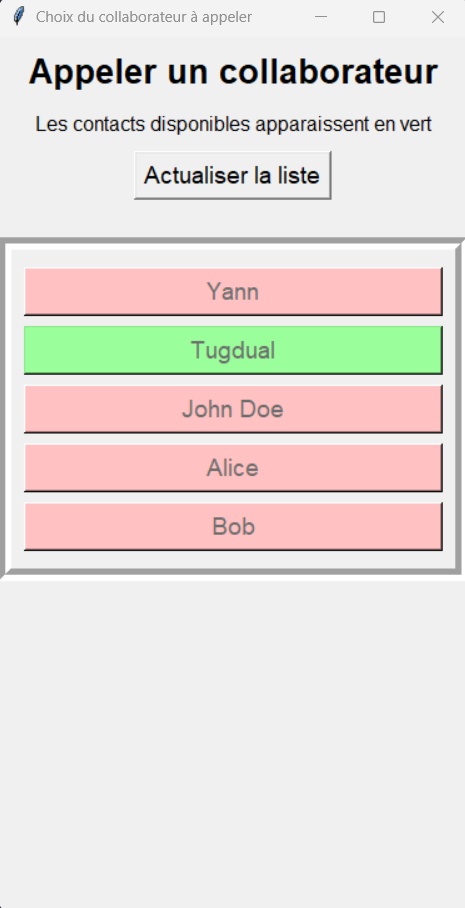 Choix du collaborateur à appeler
Appeler un collaborateur
Les contacts disponibles apparaissent en vert
Actualiser la liste
Yann
Tugdual
John Doe
Alice
Bob